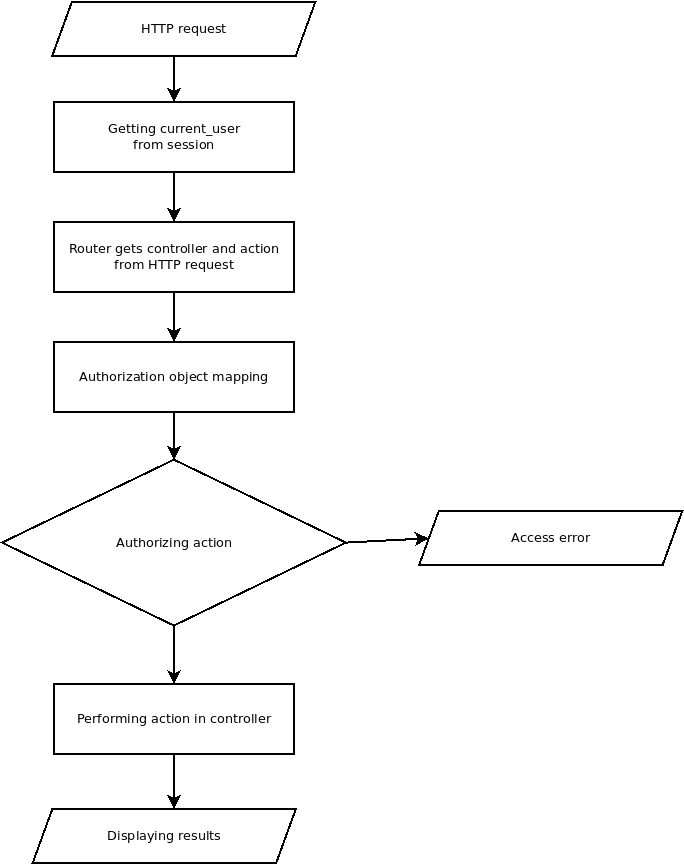 HTTP request
Getting current_user
from session
Router gets controller and action
from HTTP request
Authorization object mapping
Authorizing action
Access error
Performing action in controller
Displaying results